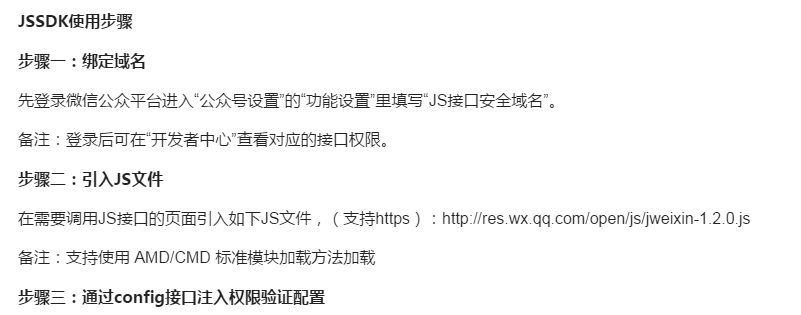 JSSDK使用步骤
步骤一：绑定域名
先登录微信公众平台进入“公众号设置”的“功能设置”里填写“JS接口安全域名”。
备注：登录后可在“开发者中心”查看对应的接口权限。
步骤二：引入JS文件
在需要调用JS接口的页面引入如下JS文件，（支持https）：http://res.wx.qq.com/open/js/jweixin-1.2.0.js
备注：支持使用 AMD/CMD 标准模块加载方法加载
步骤三：通过config接口注入权限验证配置